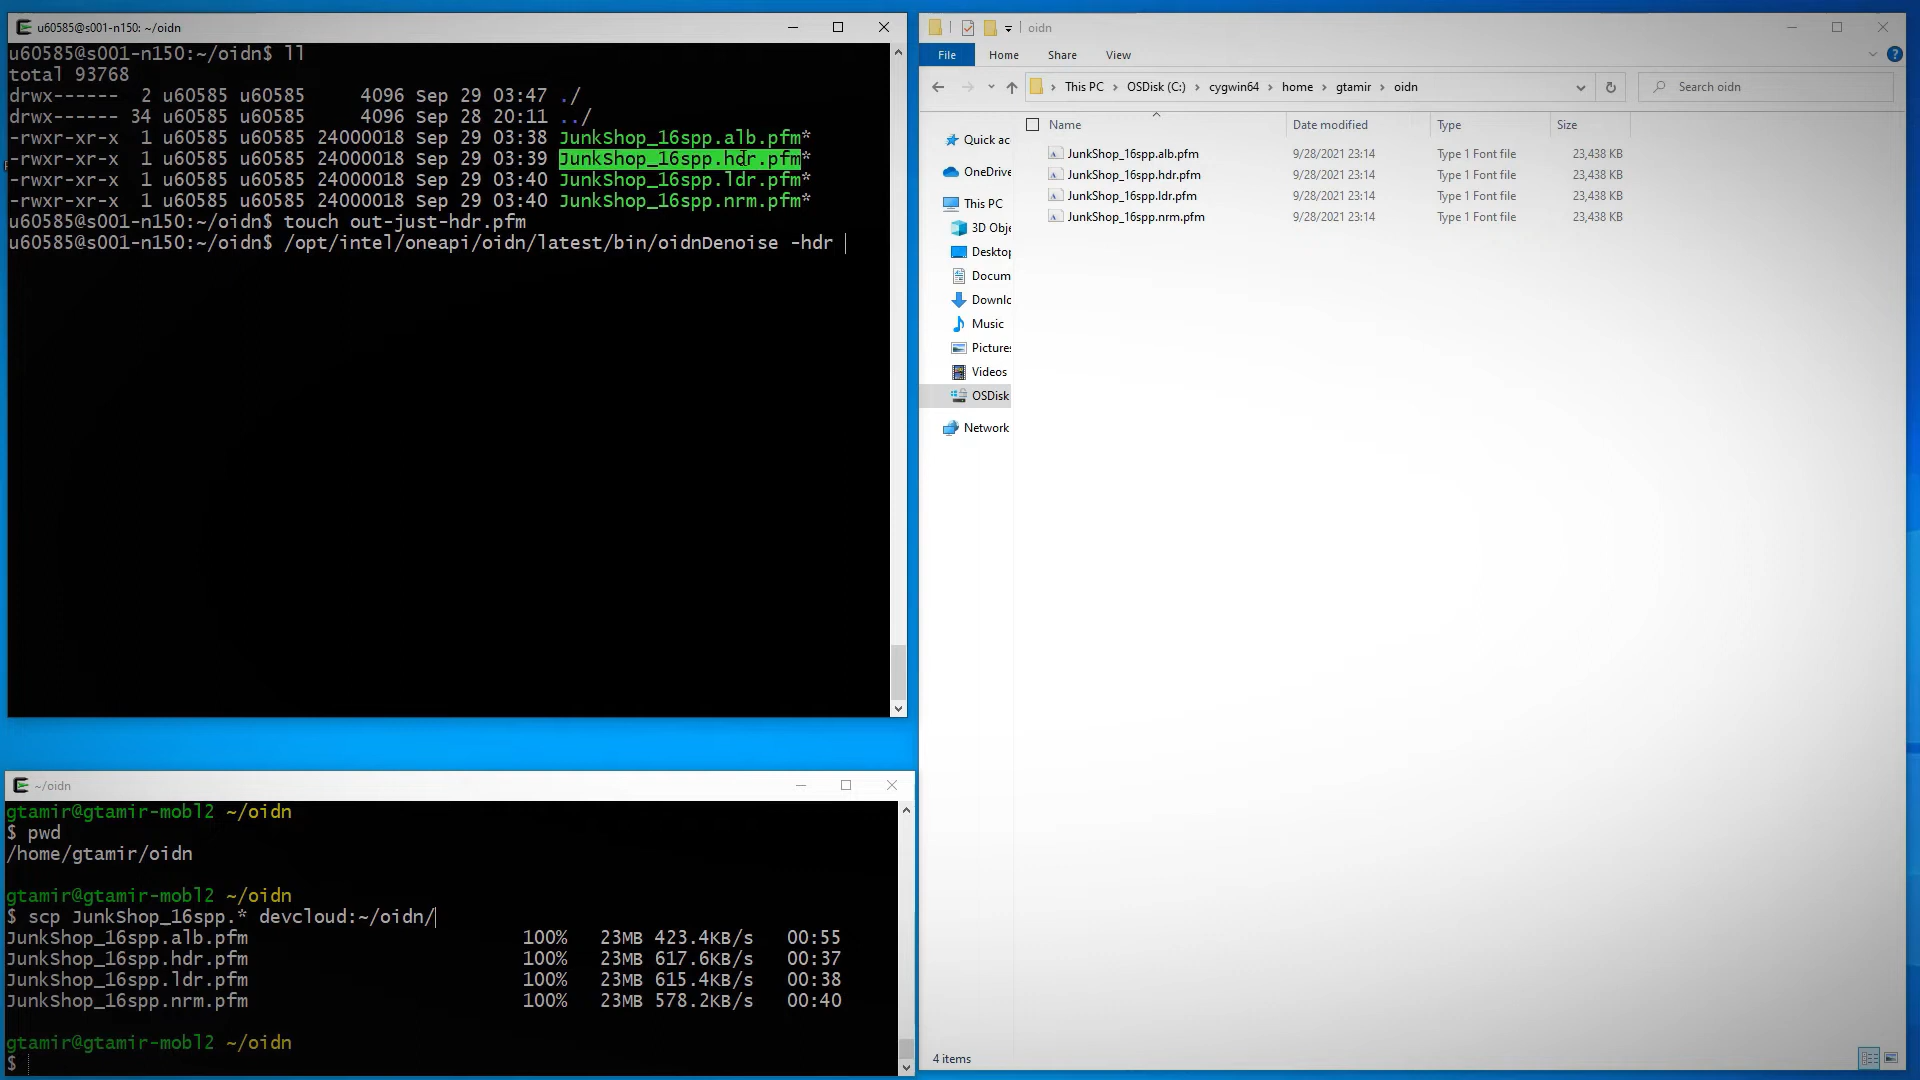 u60585@s001-n150: ~/oidn
u60585@s001-n150:~/oidn$ ll
total 93768
drwx------  2 u60585 u60585     4096 Sep 29 03:47 ./
drwx------ 34 u60585 u60585     4096 Sep 28 20:11 ../
-rwxr-xr-x  1 u60585 u60585 24000018 Sep 29 03:38 JunkShop_16spp.alb.pfm*
-rwxr-xr-x  1 u60585 u60585 24000018 Sep 29 03:39 JunkShop_16spp.hdr.pfm*
-rwxr-xr-x  1 u60585 u60585 24000018 Sep 29 03:40 JunkShop_16spp.ldr.pfm*
-rwxr-xr-x  1 u60585 u60585 24000018 Sep 29 03:40 JunkShop_16spp.nrm.pfm*
u60585@s001-n150:~/oidn$ touch out-just-hdr.pfm
u60585@s001-n150:~/oidn$ /opt/intel/oneapi/oidn/latest/bin/oidnDenoise -hdr
~/oidn
gtamir@gtamir-mobl2 ~/oidn
$ pwd
/home/gtamir/oidn
gtamir@gtamir-mobl2 ~/oidn
$ scp JunkShop_16spp.* devcloud:~/oidn/
JunkShop_16spp.alb.pfm 100% 23MB 423.4KB/s 00:55
JunkShop_16spp.hdr.pfm 100% 23MB 617.6KB/s 00:37
JunkShop_16spp.ldr.pfm 100% 23MB 615.4KB/s 00:38
JunkShop_16spp.nrm.pfm 100% 23MB 578.2KB/s 00:40
gtamir@gtamir-mobl2 ~/oidn
$
oidn
File Home Share View
This PC > OSDisk (C:) > cygwin64 > home > gtamir > oidn
Search oidn
Quick ac
OneDrive
This PC
3D Obje
Desktop
Docum
Downlo
Music
Pictures
Videos
OSDisk
Network
Name Date modified Type Size
JunkShop_16spp.alb.pfm 9/28/2021 23:14 Type 1 Font file 23,438 KB
JunkShop_16spp.hdr.pfm 9/28/2021 23:14 Type 1 Font file 23,438 KB
JunkShop_16spp.ldr.pfm 9/28/2021 23:14 Type 1 Font file 23,438 KB
JunkShop_16spp.nrm.pfm 9/28/2021 23:14 Type 1 Font file 23,438 KB
4 items